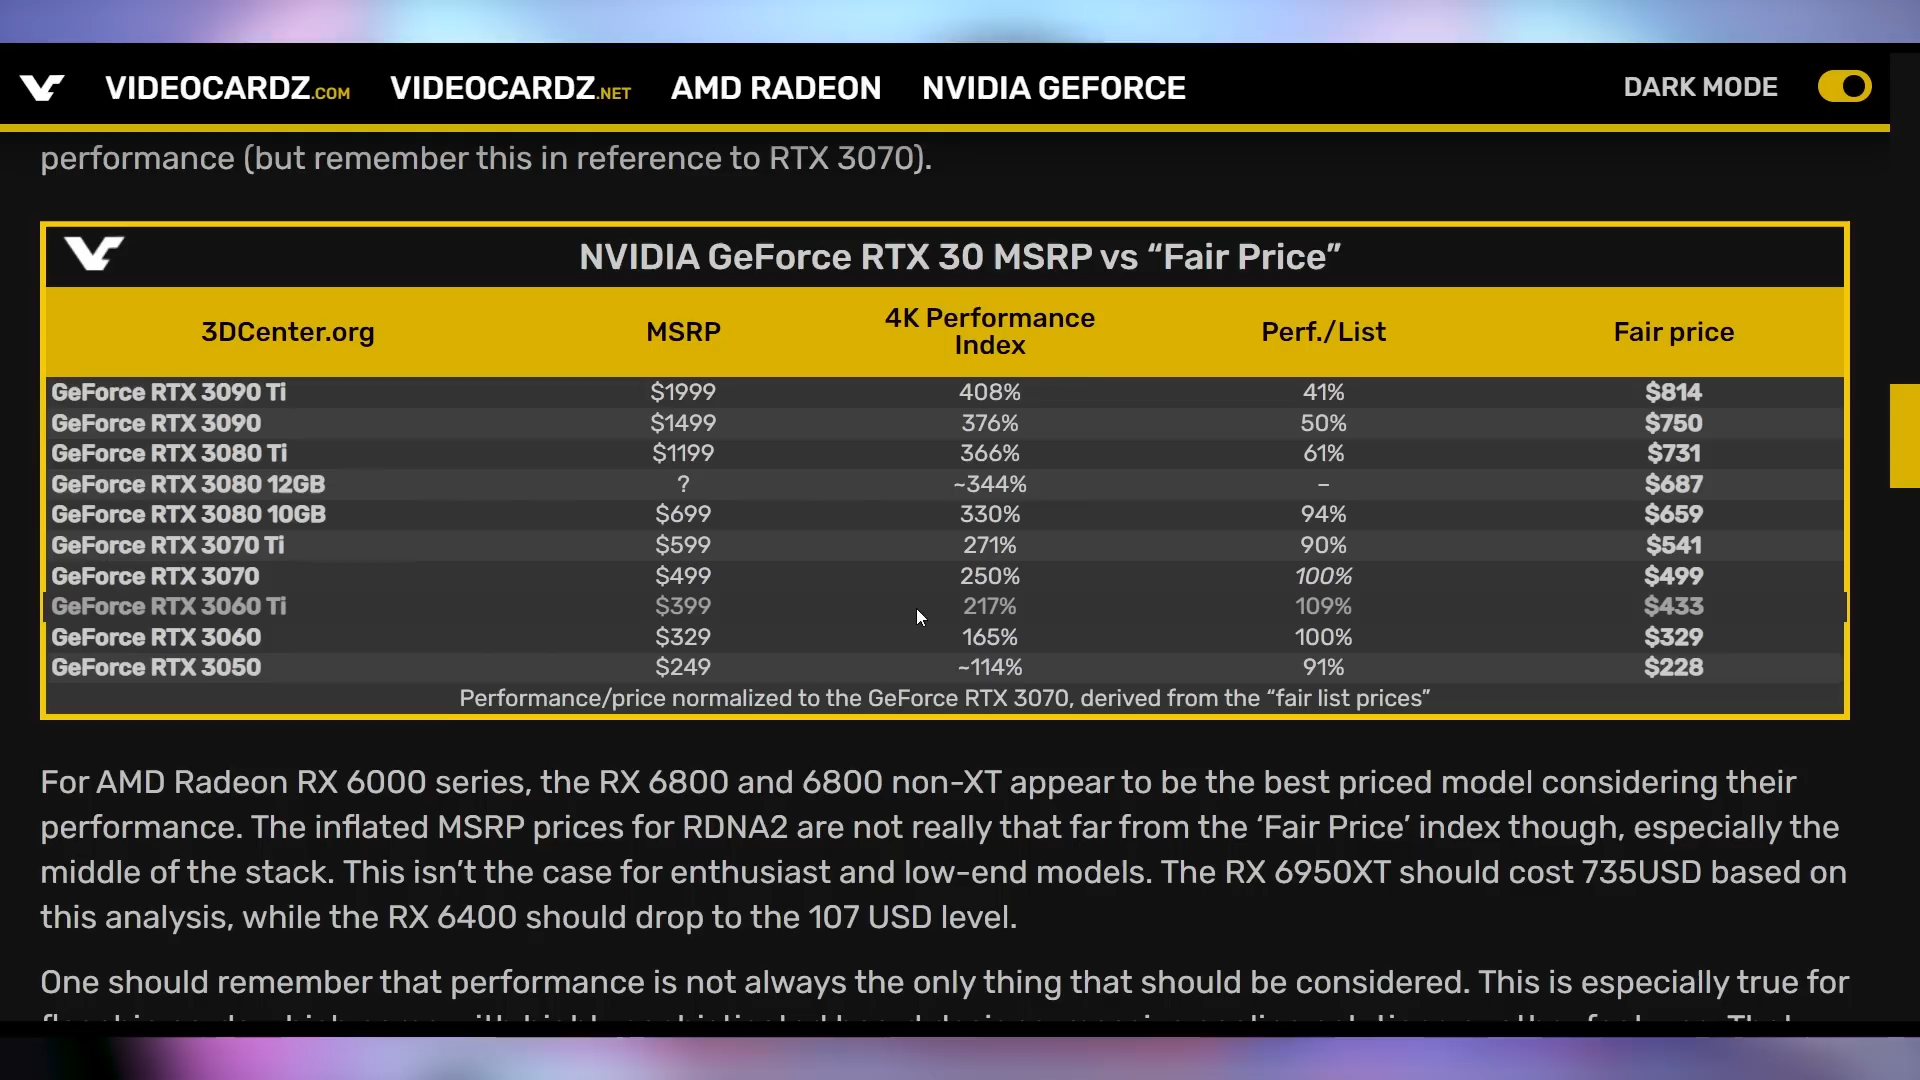 VIDEOCARDZ.COM VIDEOCARDZ.NET AMD RADEON NVIDIA GEFORCE DARK MODE
performance (but remember this in reference to RTX 3070).
NVIDIA GeForce RTX 30 MSRP vs “Fair Price”
3DCenter.org MSRP 4K Performance Index Perf./List Fair price
GeForce RTX 3090 Ti $1999 408% 41% $814
GeForce RTX 3090 $1499 376% 50% $750
GeForce RTX 3080 Ti $1199 366% 61% $731
GeForce RTX 3080 12GB ? ~344% – $687
GeForce RTX 3080 10GB $699 330% 94% $659
GeForce RTX 3070 Ti $599 271% 90% $541
GeForce RTX 3070 $499 250% 100% $499
GeForce RTX 3060 Ti $399 217% 109% $433
GeForce RTX 3060 $329 165% 100% $329
GeForce RTX 3050 $249 ~114% 91% $228
Performance/price normalized to the GeForce RTX 3070, derived from the “fair list prices”
For AMD Radeon RX 6000 series, the RX 6800 and 6800 non-XT appear to be the best priced model considering their
performance. The inflated MSRP prices for RDNA2 are not really that far from the ‘Fair Price’ index though, especially the
middle of the stack. This isn’t the case for enthusiast and low-end models. The RX 6950XT should cost 735USD based on
this analysis, while the RX 6400 should drop to the 107 USD level.
One should remember that performance is not always the only thing that should be considered. This is especially true for